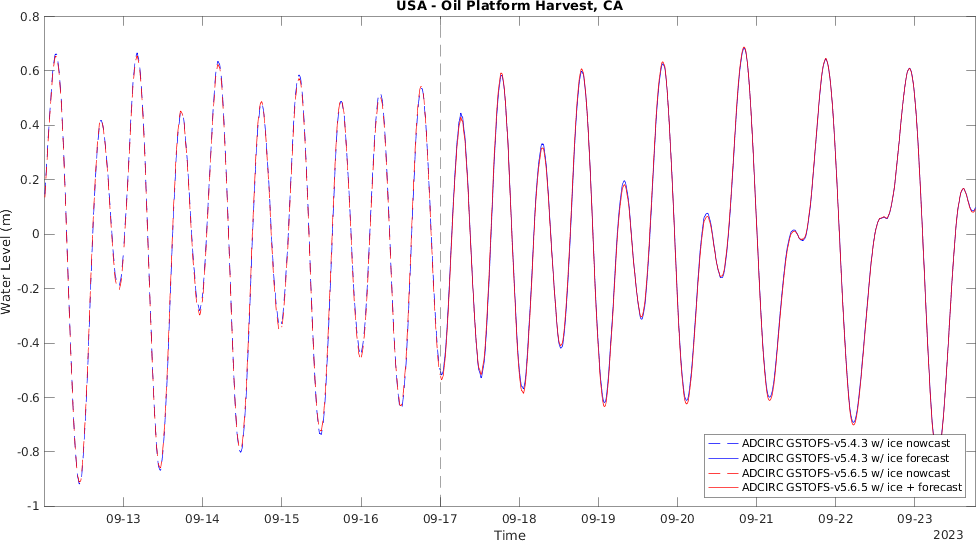 USA - Oil Platform Harvest, CA
0.8
0.6
0.4
0.2
0
-0.2
-0.4
-0.6
-0.8
-1
Water Level (m)
09-13 09-14 09-15 09-16 09-17 09-18 09-19 09-20 09-21 09-22 09-23
Time
2023
ADCIRC GSTOFS-v5.4.3 w/ ice nowcast
ADCIRC GSTOFS-v5.4.3 w/ ice forecast
ADCIRC GSTOFS-v5.6.5 w/ ice nowcast
ADCIRC GSTOFS-v5.6.5 w/ ice + forecast